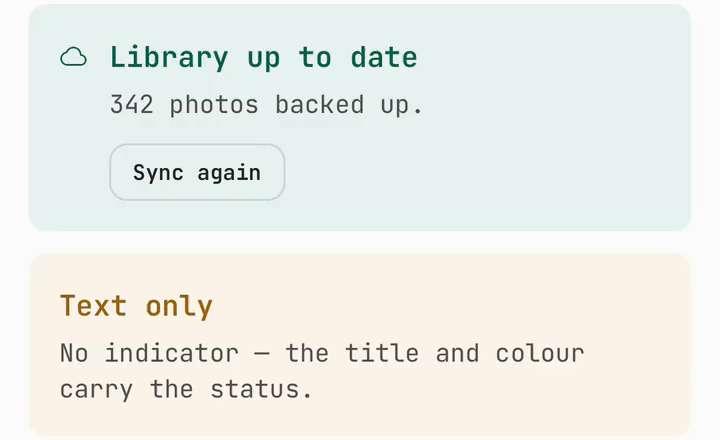 Library up to date
342 photos backed up.
Sync again
Text only
No indicator — the title and colour
carry the status.